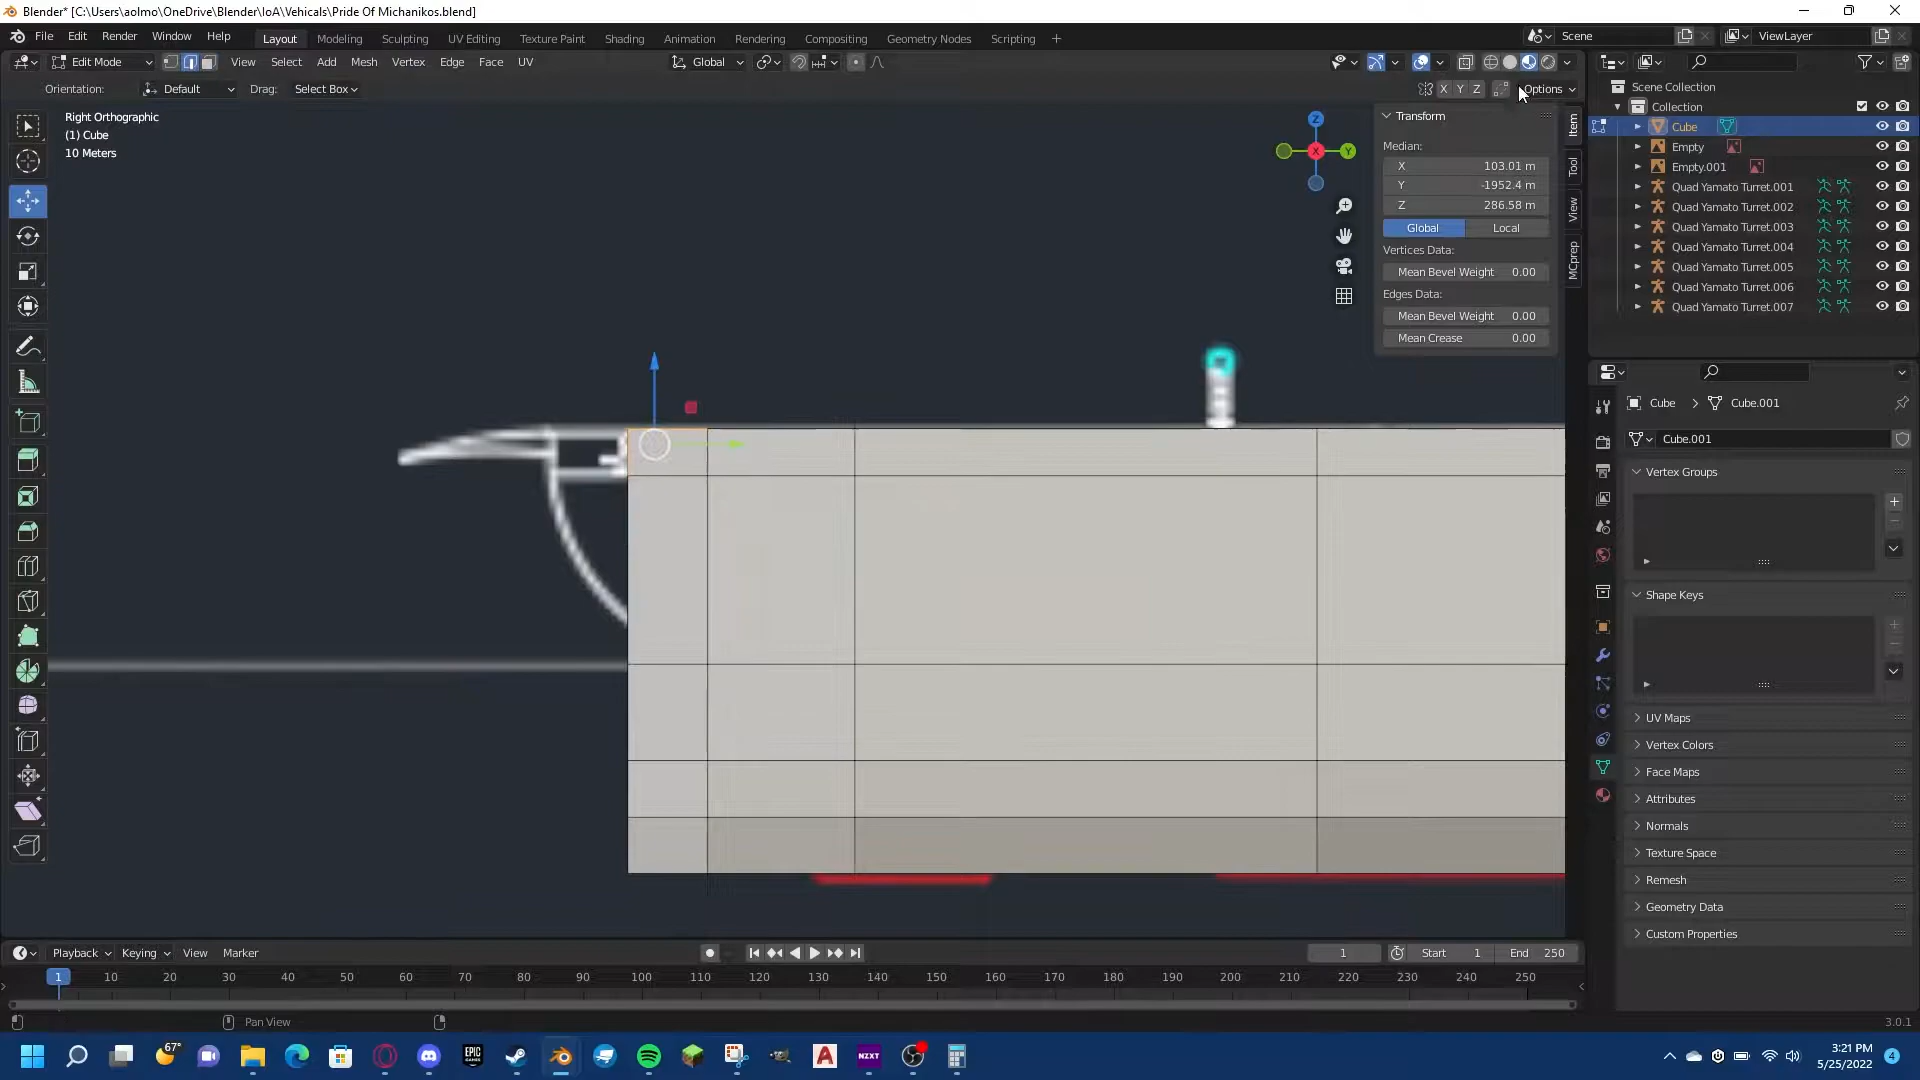 Blender* [C:\Users\aolmo\OneDrive\Blender\IoA\Vehicals\Pride Of Michanikos.blend]
File Edit Render Window Help Layout Modeling Sculpting UV Editing Texture Paint Shading Animation Rendering Compositing Geometry Nodes Scripting + Scene ViewLayer
Edit Mode View Select Add Mesh Vertex Edge Face UV Global
Orientation: Default Drag: Select Box X Y Z Options
Right Orthographic
(1) Cube
10 Meters
Z
X
Y
Transform
Median:
X 103.01 m
Y -1952.4 m
Z 286.58 m
Global Local
Vertices Data:
Mean Bevel Weight 0.00
Edges Data:
Mean Bevel Weight 0.00
Mean Crease 0.00
Item
Tool
View
MCprep
Scene Collection
Collection
Cube
Empty
Empty.001
Quad Yamato Turret.001
Quad Yamato Turret.002
Quad Yamato Turret.003
Quad Yamato Turret.004
Quad Yamato Turret.005
Quad Yamato Turret.006
Quad Yamato Turret.007
Cube Cube.001
Cube.001
Vertex Groups
Shape Keys
UV Maps
Vertex Colors
Face Maps
Attributes
Normals
Texture Space
Remesh
Geometry Data
Custom Properties
Playback Keying View Marker 1 Start 1 End 250
1 10 20 30 40 50 60 70 80 90 100 110 120 130 140 150 160 170 180 190 200 210 220 230 240 250
Pan View 3.0.1
67°
EPIC GAMES
A
NZXT
3:21 PM
5/25/2022
4